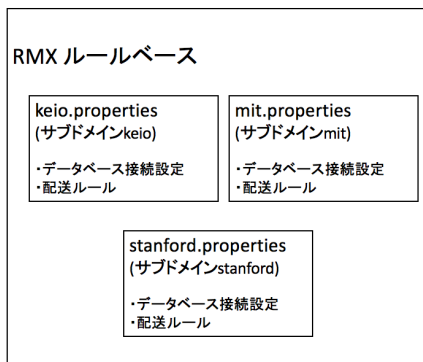 RMX ルールベース
keio.properties
(サブドメインkeio)
・データベース接続設定
・配送ルール
mit.properties
(サブドメインmit)
・データベース接続設定
・配送ルール
stanford.properties
(サブドメインstanford)
・データベース接続設定
・配送ルール